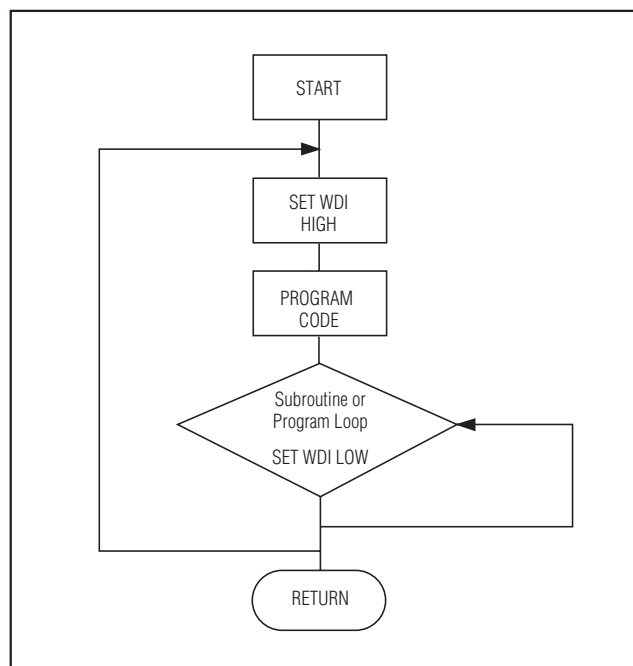 START
SET WDI
HIGH
PROGRAM
CODE
Subroutine or
Program Loop
SET WDI LOW
RETURN